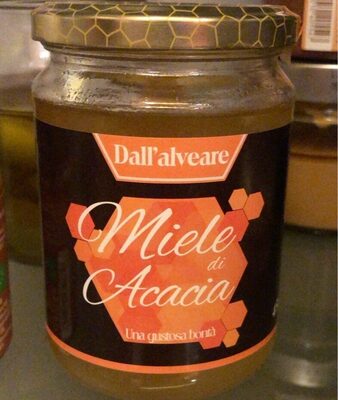 Dall'alveare
Miele
di
Acacia
Una gustosa bontà